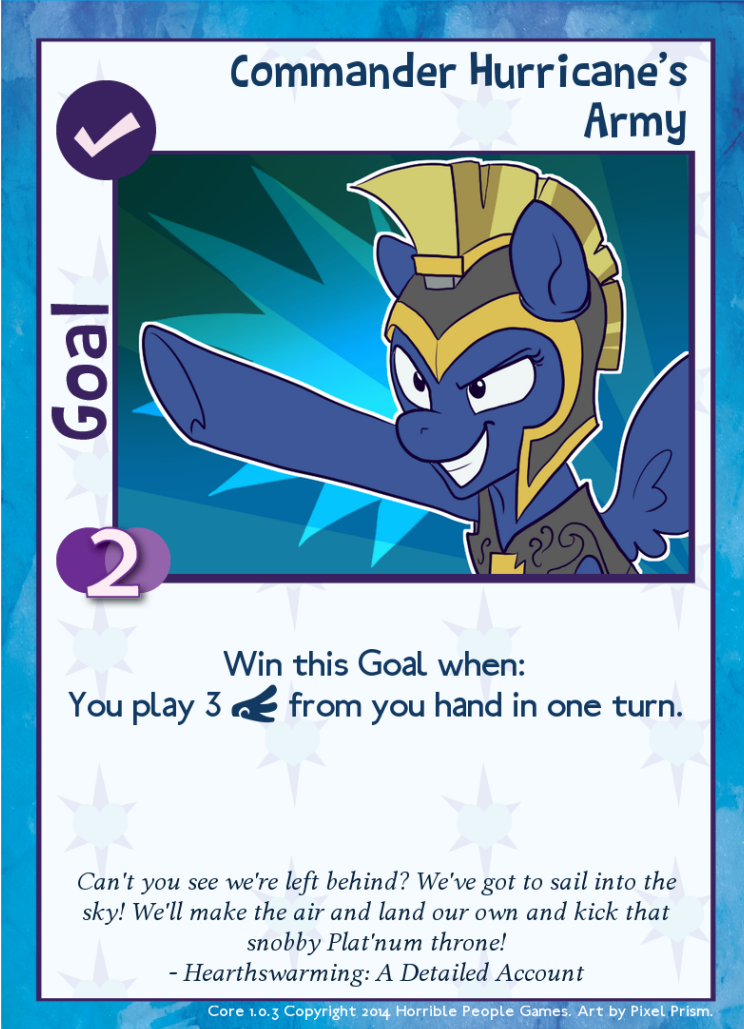 Commander Hurricane's
Army
Goal
2
Win this Goal when:
You play 3 from you hand in one turn.
Can't you see we're left behind? We've got to sail into the
sky! We'll make the air and land our own and kick that
snobby Plat'num throne!
- Hearthswarming: A Detailed Account
Core 1.0.3 Copyright 2014 Horrible People Games. Art by Pixel Prism.